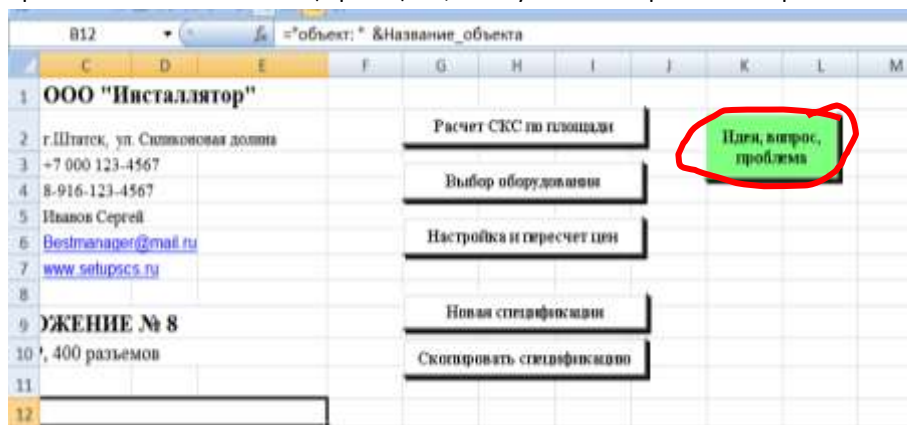 B12 ="объект: " &Название_объекта
C D E F G H I J K L M
1 ООО "Инсталлятор"
2 г.Штатск, ул. Силиконовая долина Расчет СКС по площади Идея, вопрос,
проблема
3 +7 000 123-4567
4 8-916-123-4567 Выбор оборудования
5 Иванов Сергей
6 Bestmanager@mail.ru Настройка и пересчет цен
7 www.setupscs.ru
8
9 ОЖЕНИЕ № 8 Новая спецификация
10 , 400 разъемов Скопировать спецификацию
11
12